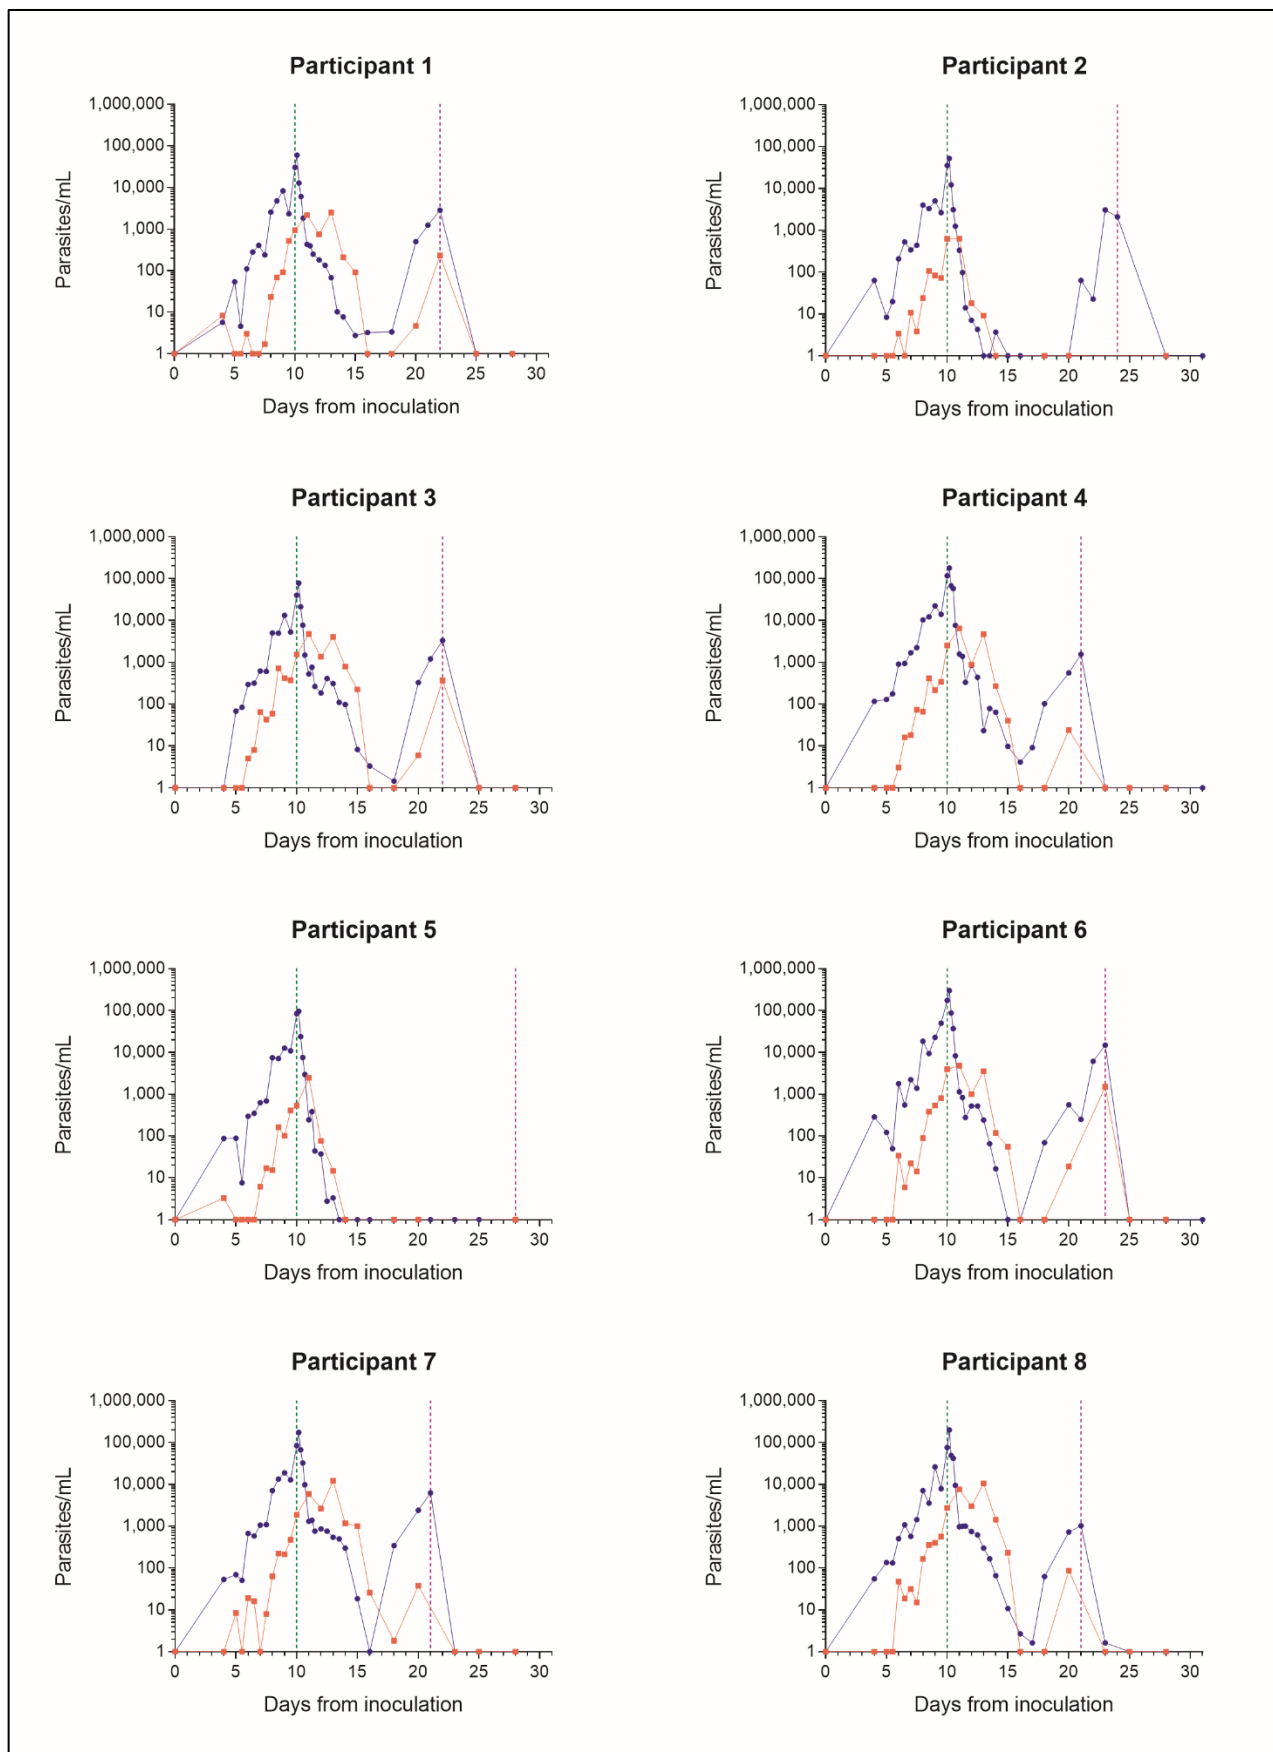 Participant 1
Parasites/mL
1,000,000
100,000
10,000
1,000
100
10
1
0 5 10 15 20 25 30
Days from inoculation
Participant 2
Parasites/mL
1,000,000
100,000
10,000
1,000
100
10
1
0 5 10 15 20 25 30
Days from inoculation
Participant 3
Parasites/mL
1,000,000
100,000
10,000
1,000
100
10
1
0 5 10 15 20 25 30
Days from inoculation
Participant 4
Parasites/mL
1,000,000
100,000
10,000
1,000
100
10
1
0 5 10 15 20 25 30
Days from inoculation
Participant 5
Parasites/mL
1,000,000
100,000
10,000
1,000
100
10
1
0 5 10 15 20 25 30
Days from inoculation
Participant 6
Parasites/mL
1,000,000
100,000
10,000
1,000
100
10
1
0 5 10 15 20 25 30
Days from inoculation
Participant 7
Parasites/mL
1,000,000
100,000
10,000
1,000
100
10
1
0 5 10 15 20 25 30
Days from inoculation
Participant 8
Parasites/mL
1,000,000
100,000
10,000
1,000
100
10
1
0 5 10 15 20 25 30
Days from inoculation